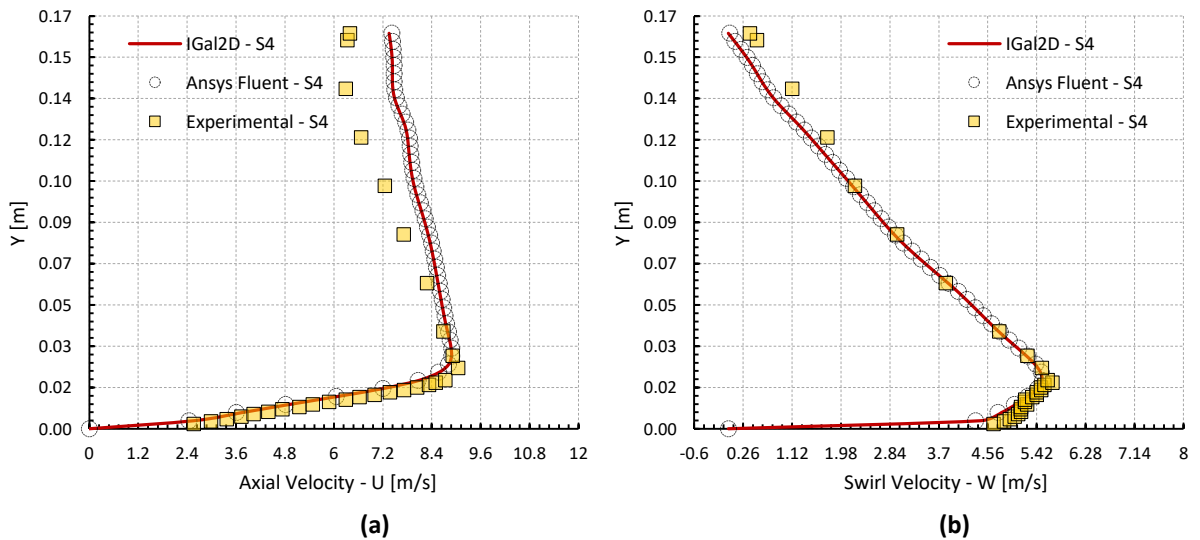 0.17
0.15
0.14
0.12
0.10
0.09
0.07
0.05
0.03
0.02
0.00
Y [m]
IGal2D - S4
Ansys Fluent - S4
Experimental - S4
0 1.2 2.4 3.6 4.8 6 7.2 8.4 9.6 10.8 12
Axial Velocity - U [m/s]
(a)
0.17
0.15
0.14
0.12
0.10
0.09
0.07
0.05
0.03
0.02
0.00
Y [m]
IGal2D - S4
Ansys Fluent - S4
Experimental - S4
-0.6 0.26 1.12 1.98 2.84 3.7 4.56 5.42 6.28 7.14 8
Swirl Velocity - W [m/s]
(b)